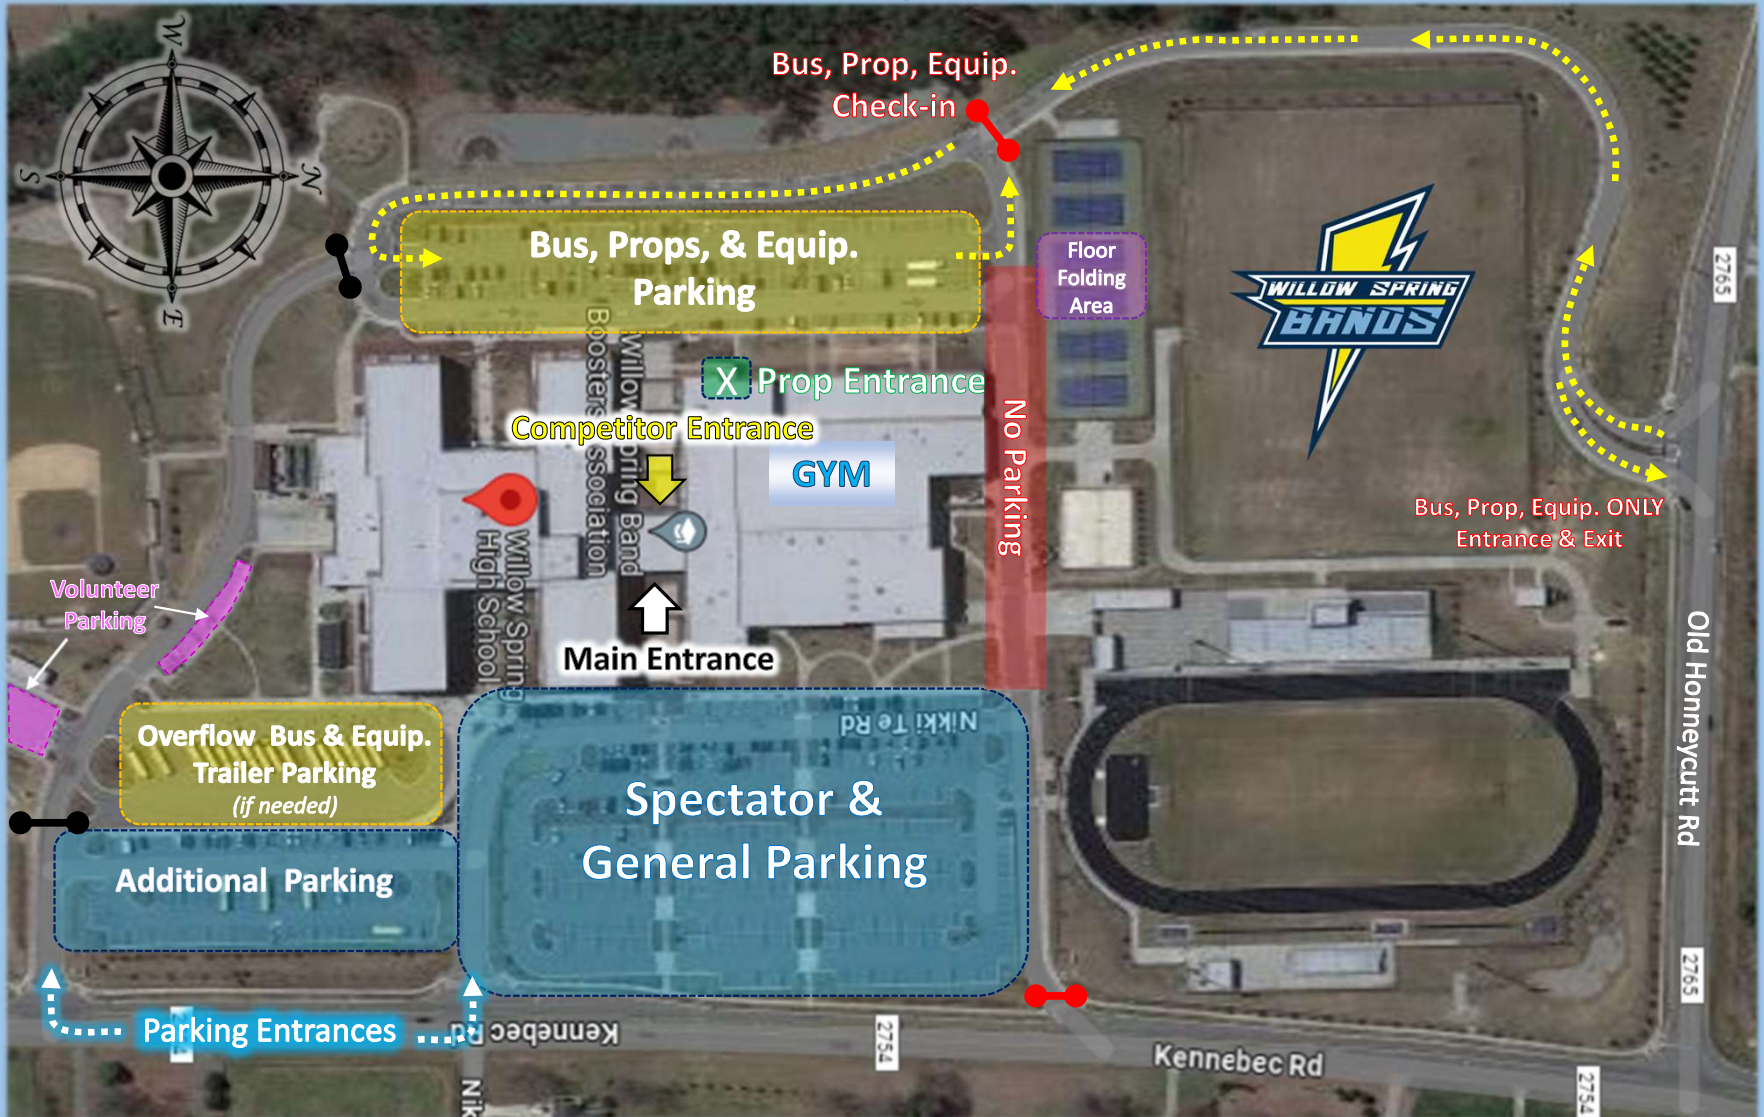 W
N
S
E
Bus, Prop, Equip.
Check-in
Bus, Props, & Equip.
Parking
Floor
Folding
Area
WILLOW SPRING
BANDS
2765
X Prop Entrance
Competitor Entrance
GYM
No Parking
Willow Spring Band
Boosters Association
Willow Spring
High School
Bus, Prop, Equip. ONLY
Entrance & Exit
Volunteer
Parking
Main Entrance
Old Honneycutt Rd
Nikki Te Rd
Overflow Bus & Equip.
Trailer Parking
(if needed)
Spectator &
General Parking
Additional Parking
2765
Parking Entrances
Kennebec Rd
2754
Kennebec Rd
2754
Nik